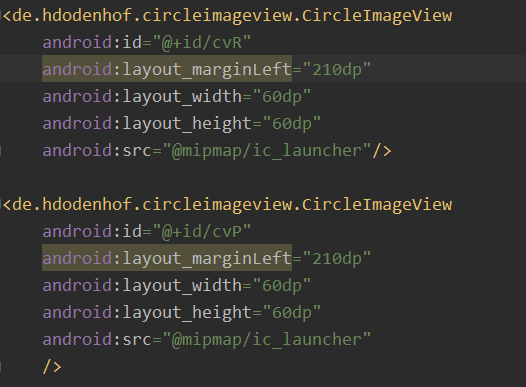 <de.hdodenhof.circleimageview.CircleImageView
android:id="@+id/cvR"
android:layout_marginLeft="210dp"
android:layout_width="60dp"
android:layout_height="60dp"
android:src="@mipmap/ic_launcher"/>
<de.hdodenhof.circleimageview.CircleImageView
android:id="@+id/cvP"
android:layout_marginLeft="210dp"
android:layout_width="60dp"
android:layout_height="60dp"
android:src="@mipmap/ic_launcher"
/>